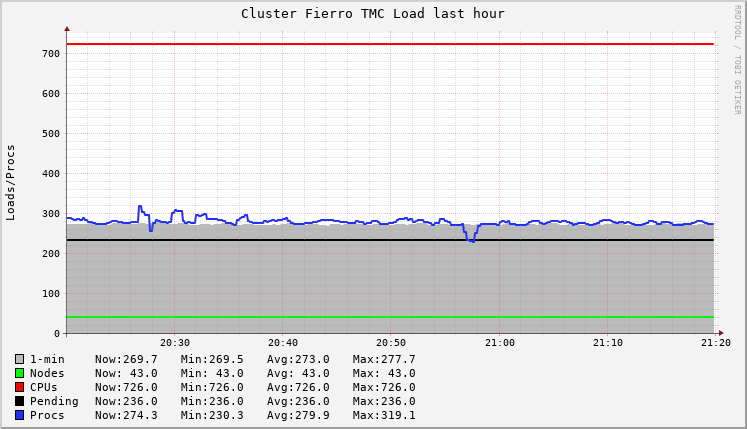 Cluster Fierro TMC Load last hour
RRDTOOL / TOBI OETIKER
Loads/Procs
700
600
500
400
300
200
100
0
20:30 20:40 20:50 21:00 21:10 21:20
1-min Now:269.7 Min:269.5 Avg:273.0 Max:277.7
Nodes Now: 43.0 Min: 43.0 Avg: 43.0 Max: 43.0
CPUs Now:726.0 Min:726.0 Avg:726.0 Max:726.0
Pending Now:236.0 Min:236.0 Avg:236.0 Max:236.0
Procs Now:274.3 Min:230.3 Avg:279.9 Max:319.1